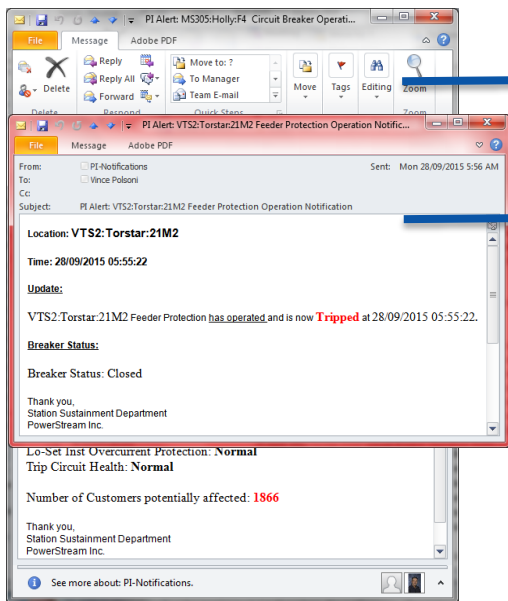 PI Alert: MS305:Holly:F4 Circuit Breaker Operati...
File Message Adobe PDF
Delete
Reply
Reply All
Forward
Move to: ?
To Manager
Team E-mail
Move
Tags
Editing
Zoom
Delete Respond Quick Steps Zoom
PI Alert: VTS2:Torstar:21M2 Feeder Protection Operation Notific...
File Message Adobe PDF
From: PI-Notifications Sent: Mon 28/09/2015 5:56 AM
To: Vince Polsoni
Cc:
Subject: PI Alert: VTS2:Torstar:21M2 Feeder Protection Operation Notification
Location: VTS2:Torstar:21M2
Time: 28/09/2015 05:55:22
Update:
VTS2:Torstar:21M2 Feeder Protection has operated and is now Tripped at 28/09/2015 05:55:22.
Breaker Status:
Breaker Status: Closed
Thank you,
Station Sustainment Department
PowerStream Inc.
Lo-Set Inst Overcurrent Protection: Normal
Trip Circuit Health: Normal
Number of Customers potentially affected: 1866
Thank you,
Station Sustainment Department
PowerStream Inc.
See more about: PI-Notifications.